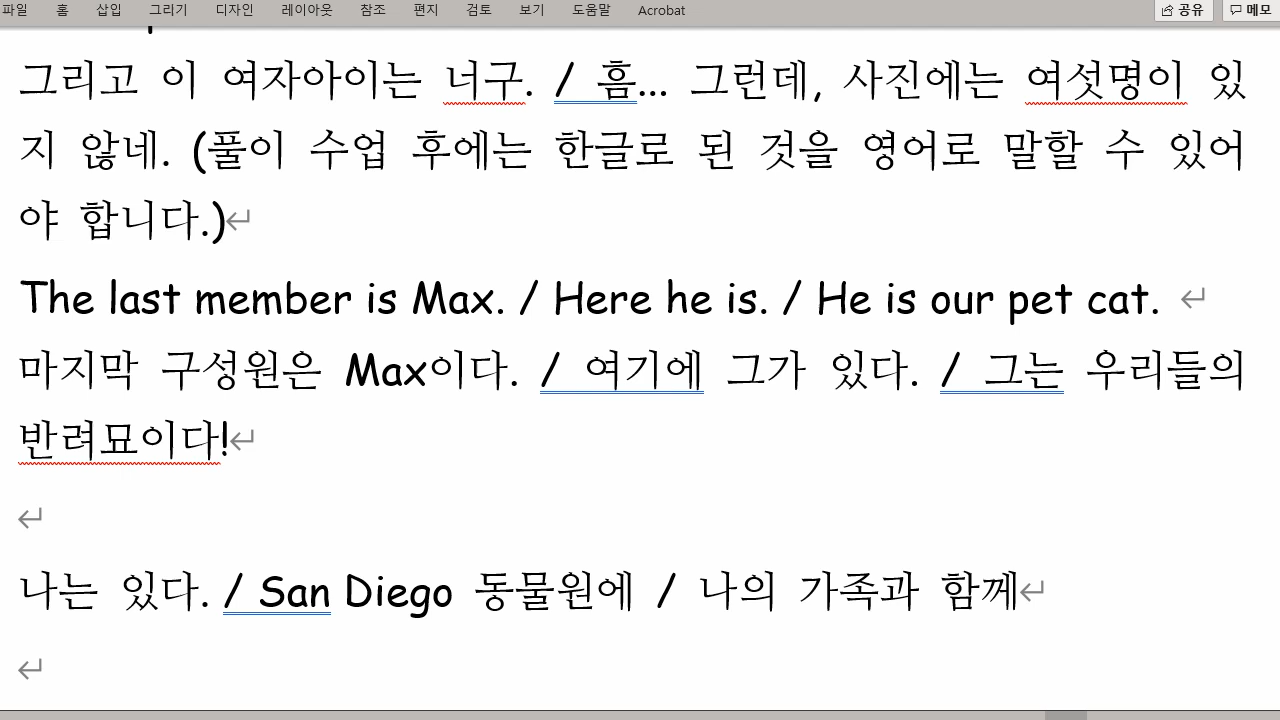 파일 홈 삽입 그리기 디자인 레이아웃 참조 편지 검토 보기 도움말 Acrobat 공유 메모
그리고 이 여자아이는 너구. / 흠... 그런데, 사진에는 여섯명이 있
지 않네. (풀이 수업 후에는 한글로 된 것을 영어로 말할 수 있어
야 합니다.)↵
The last member is Max. / Here he is. / He is our pet cat. ↵
마지막 구성원은 Max이다. / 여기에 그가 있다. / 그는 우리들의
반려묘이다!↵
↵
나는 있다. / San Diego 동물원에 / 나의 가족과 함께↵
↵